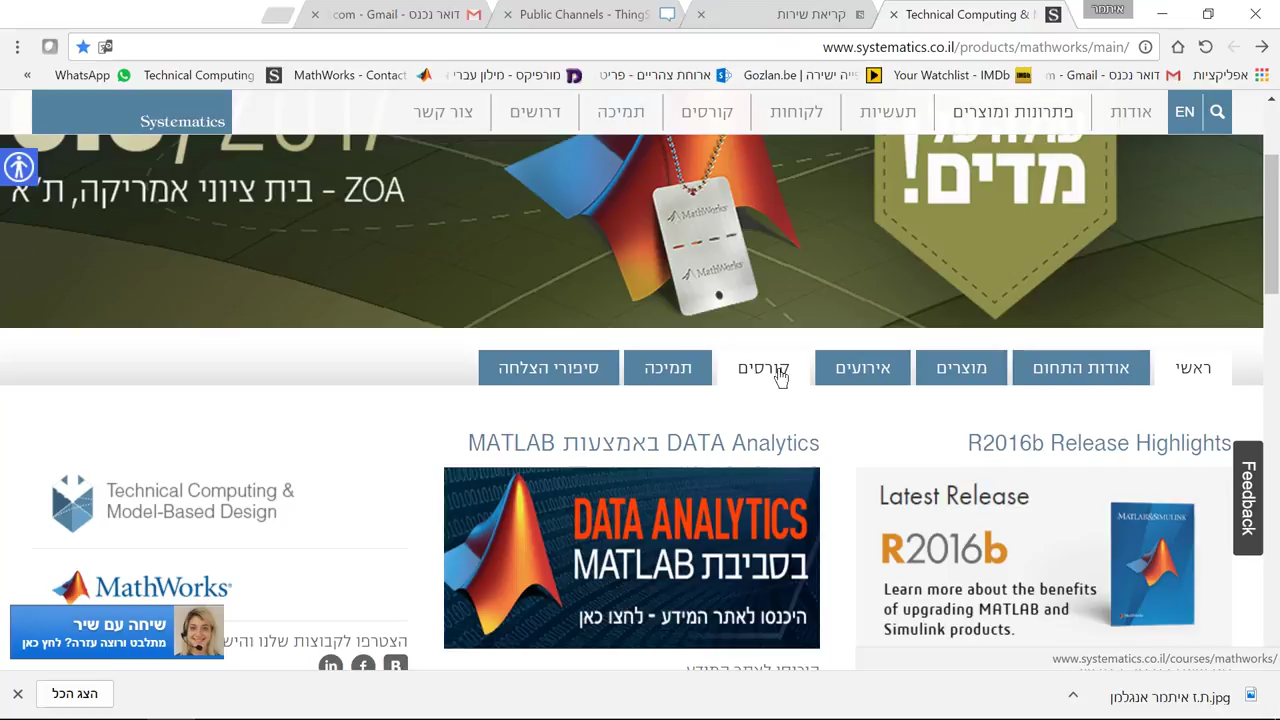 Technical Computing &
קריאת שירות
Public Channels - ThingS
דואר נכנס - Gmail - com
איתמר
www.systematics.co.il/products/mathworks/main/
אפליקציות
דואר נכנס - Gmail - m
Your Watchlist - IMDb
Gozlan.be | ייה ישירה
ארוחת צהריים - פריט
מורפיקס - מילון עברי
MathWorks - Contact
Technical Computing
WhatsApp
«
EN
אודות
פתרונות ומוצרים
תעשיות
לקוחות
קורסים
תמיכה
דרושים
צור קשר
Systematics
2017
ZOA - בית ציוני אמריקה, ת"א
MathWorks
MathWorks
מדים!
ראשי
אודות התחום
מוצרים
אירועים
קורסים
תמיכה
סיפורי הצלחה
R2016b Release Highlights
DATA Analytics באמצעות MATLAB
Latest Release
R2016b
Learn more about the benefits
of upgrading MATLAB and
Simulink products.
MATLAB&SIMULINK
DATA ANALYTICS
בסביבת MATLAB
היכנסו לאתר המידע - לחצו כאן
Technical Computing &
Model-Based Design
MathWorks
שיחה עם שיר
מתלבט ורוצה עזרה? לחץ כאן
הצטרפו לקבוצות שלנו והיש
Feedback
www.systematics.co.il/courses/mathworks/
הצג הכל
ת.ז איתמר אנגלמן.jpg